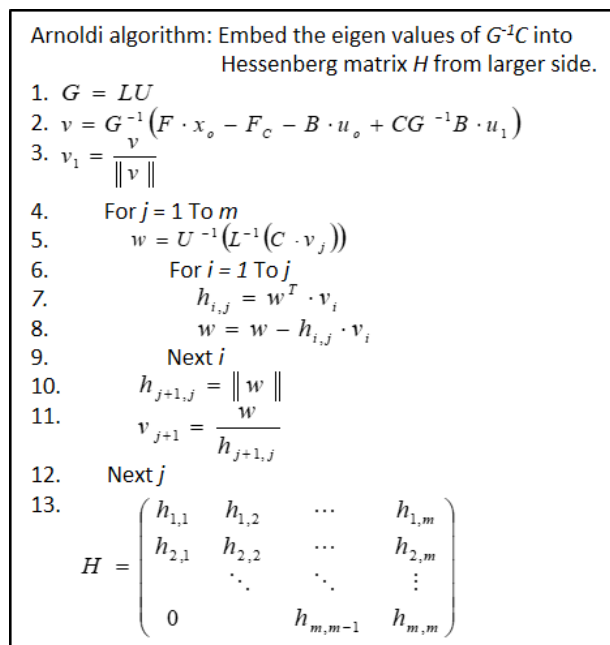 Arnoldi algorithm: Embed the eigen values of G⁻¹C into
Hessenberg matrix H from larger side.
1. G = LU
2. v = G⁻¹(F · xₒ − F_C − B · uₒ + CG⁻¹B · u₁)
3. v₁ = v / ‖v‖
4. For j = 1 To m
5. w = U⁻¹(L⁻¹(C · v_j))
6. For i = 1 To j
7. h_{i,j} = wᵀ · v_i
8. w = w − h_{i,j} · v_i
9. Next i
10. h_{j+1,j} = ‖w‖
11. v_{j+1} = w / h_{j+1,j}
12. Next j
13.
H = ( h_{1,1} h_{1,2} ⋯ h_{1,m}
h_{2,1} h_{2,2} ⋯ h_{2,m}
⋱ ⋱ ⋮
0 h_{m,m−1} h_{m,m} )